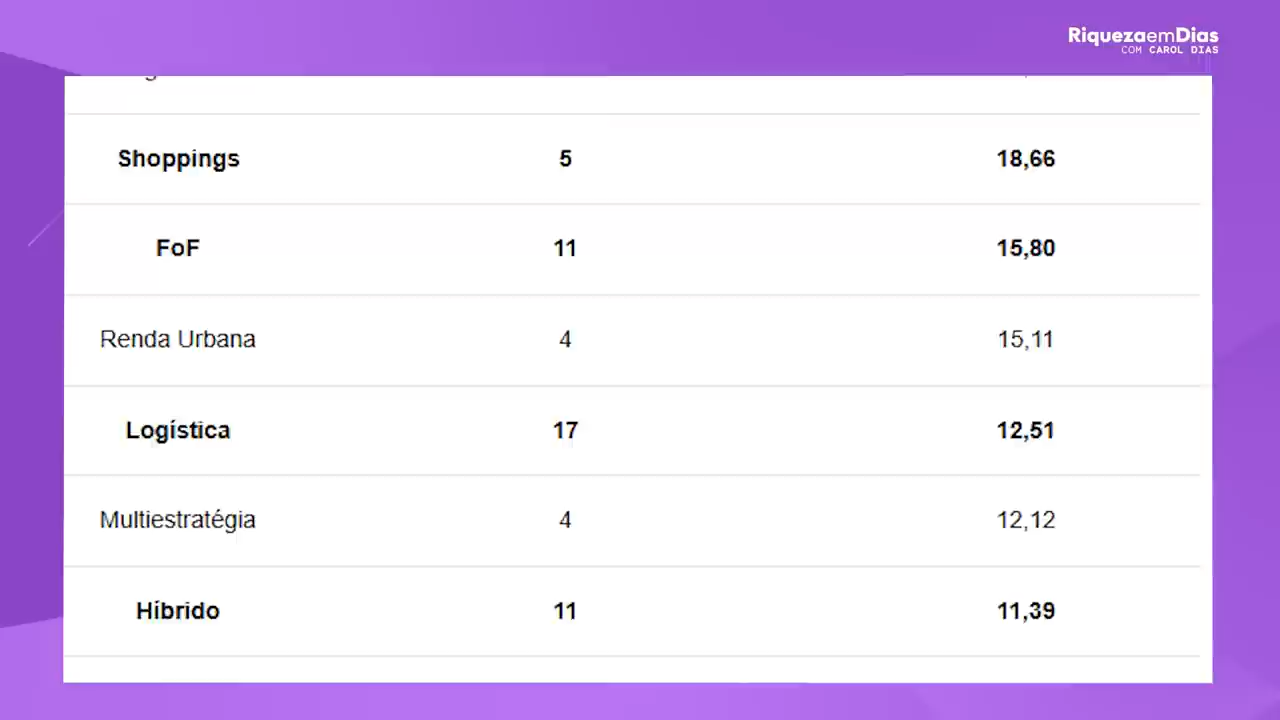 RiquezaemDias
COM CAROL DIAS
Shoppings 5 18,66
FoF 11 15,80
Renda Urbana 4 15,11
Logística 17 12,51
Multiestratégia 4 12,12
Híbrido 11 11,39